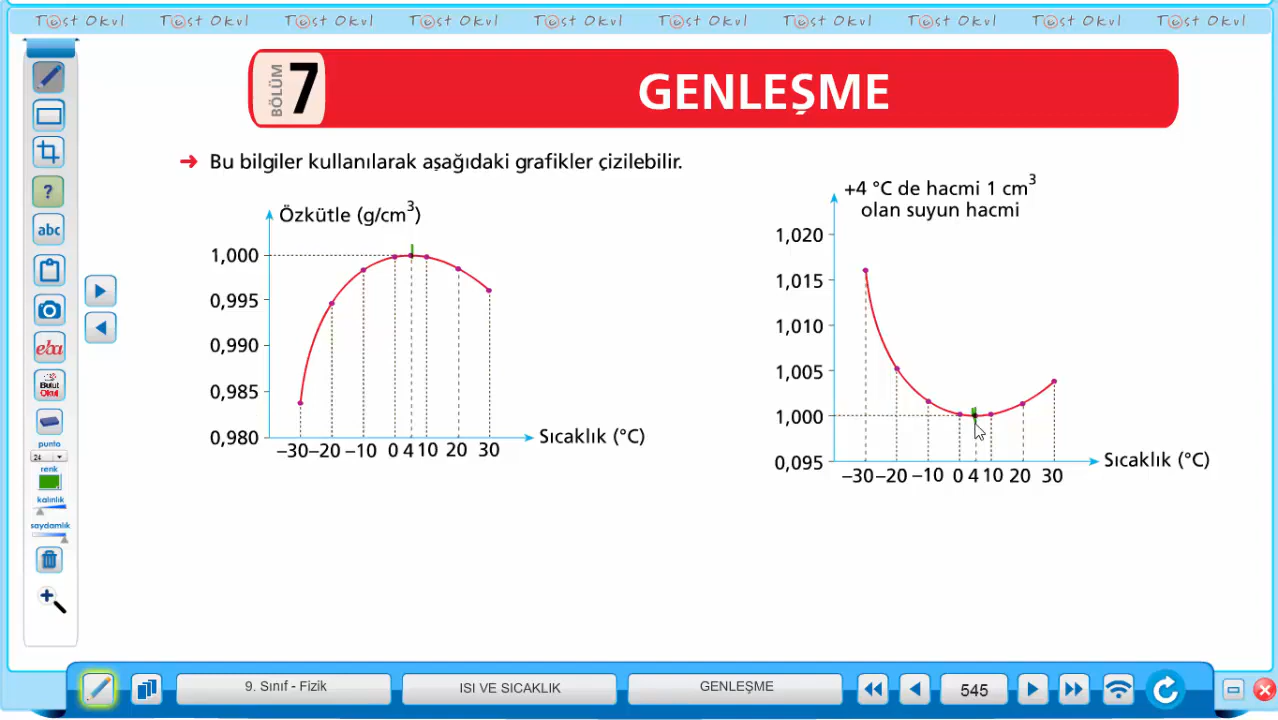 Test Okul Test Okul Test Okul Test Okul Test Okul Test Okul Test Okul Test Okul Test Okul Test Okul
BÖLÜM 7
GENLEŞME
➔ Bu bilgiler kullanılarak aşağıdaki grafikler çizilebilir.
Özkütle (g/cm³)
1,000
0,995
0,990
0,985
0,980
−30 −20 −10 0 4 10 20 30
Sıcaklık (°C)
+4 °C de hacmi 1 cm³
olan suyun hacmi
1,020
1,015
1,010
1,005
1,000
0,095
−30 −20 −10 0 4 10 20 30
Sıcaklık (°C)
?
abc
eba
Bulut
Okul
punto
24
renk
kalınlık
saydamlık
9. Sınıf - Fizik
ISI VE SICAKLIK
GENLEŞME
545